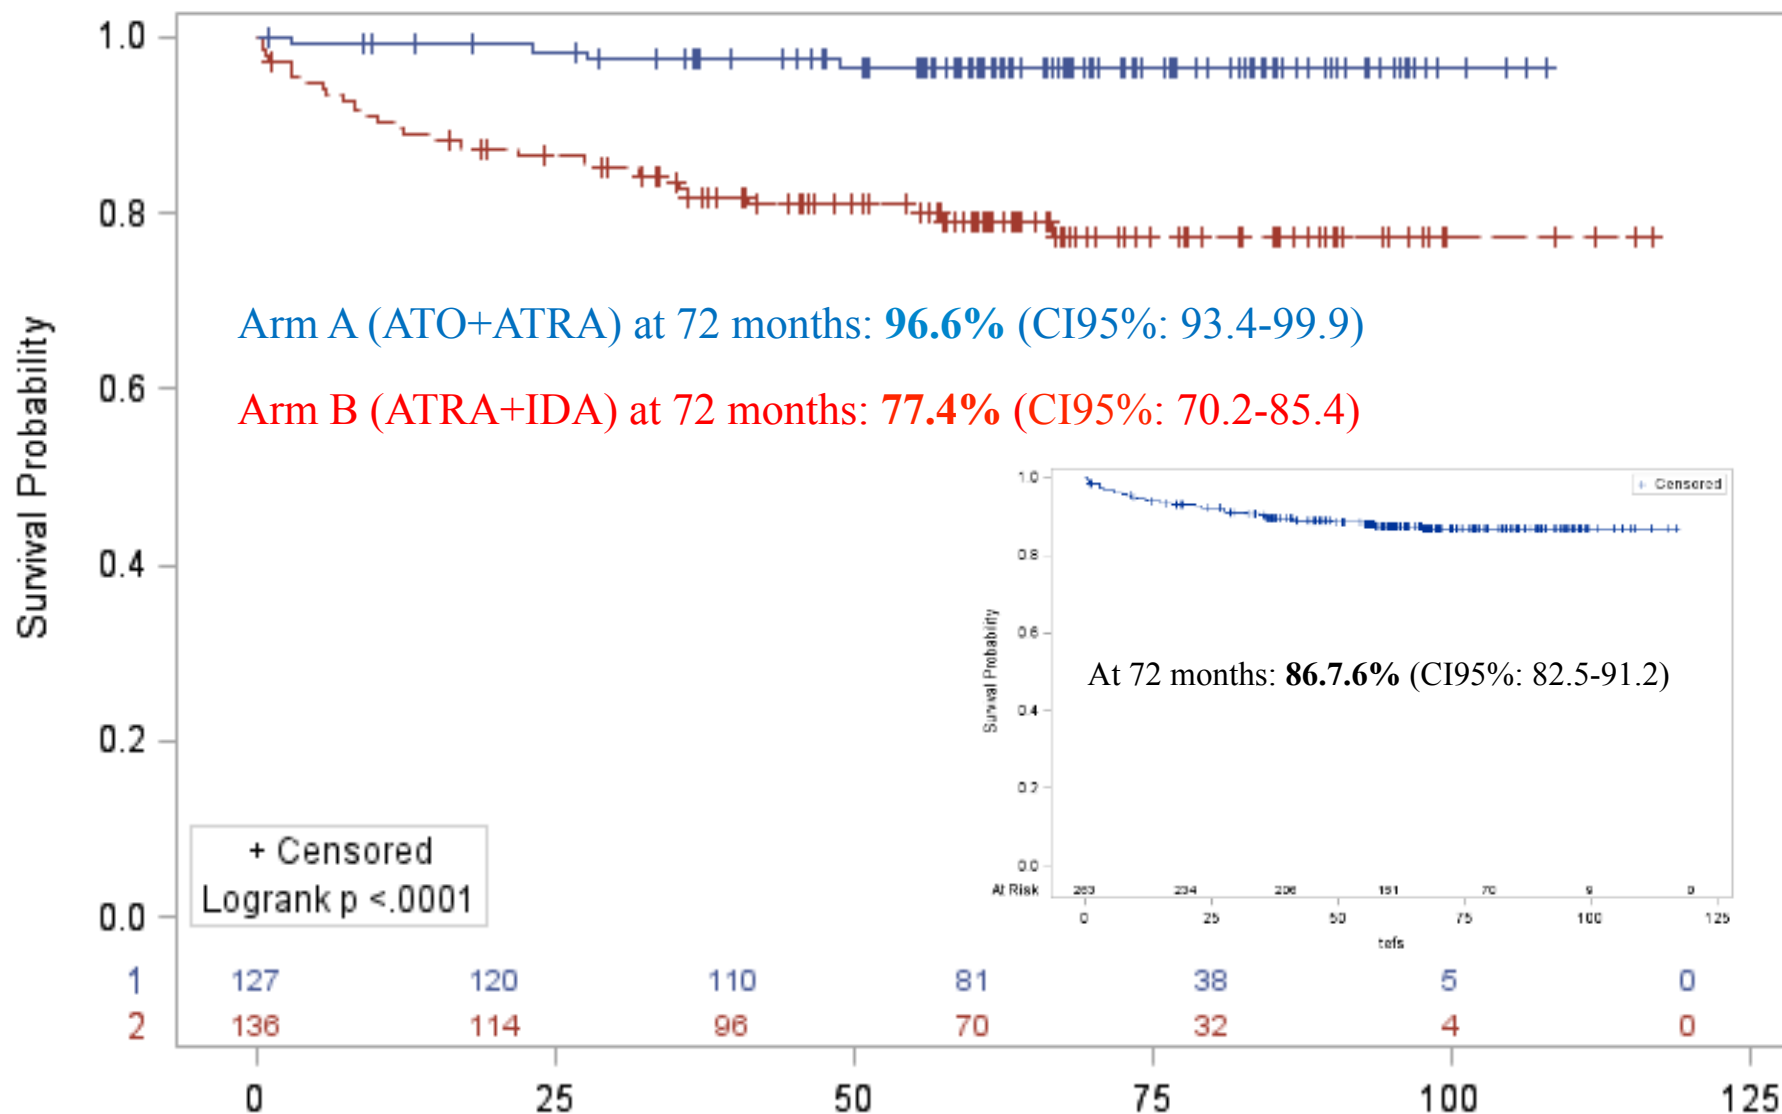 1.0
0.8
0.6
0.4
0.2
0.0
Survival Probability
Arm A (ATO+ATRA) at 72 months: 96.6% (CI95%: 93.4-99.9)
Arm B (ATRA+IDA) at 72 months: 77.4% (CI95%: 70.2-85.4)
+ Censored
Logrank p <.0001
1.0
0.8
0.6
0.4
0.2
0.0
Survival Probability
+ Censored
At 72 months: 86.7.6% (CI95%: 82.5-91.2)
At Risk 263 234 206 151 70 9 0
0 25 50 75 100 125
tefs
1 127 120 110 81 38 5 0
2 136 114 96 70 32 4 0
0 25 50 75 100 125